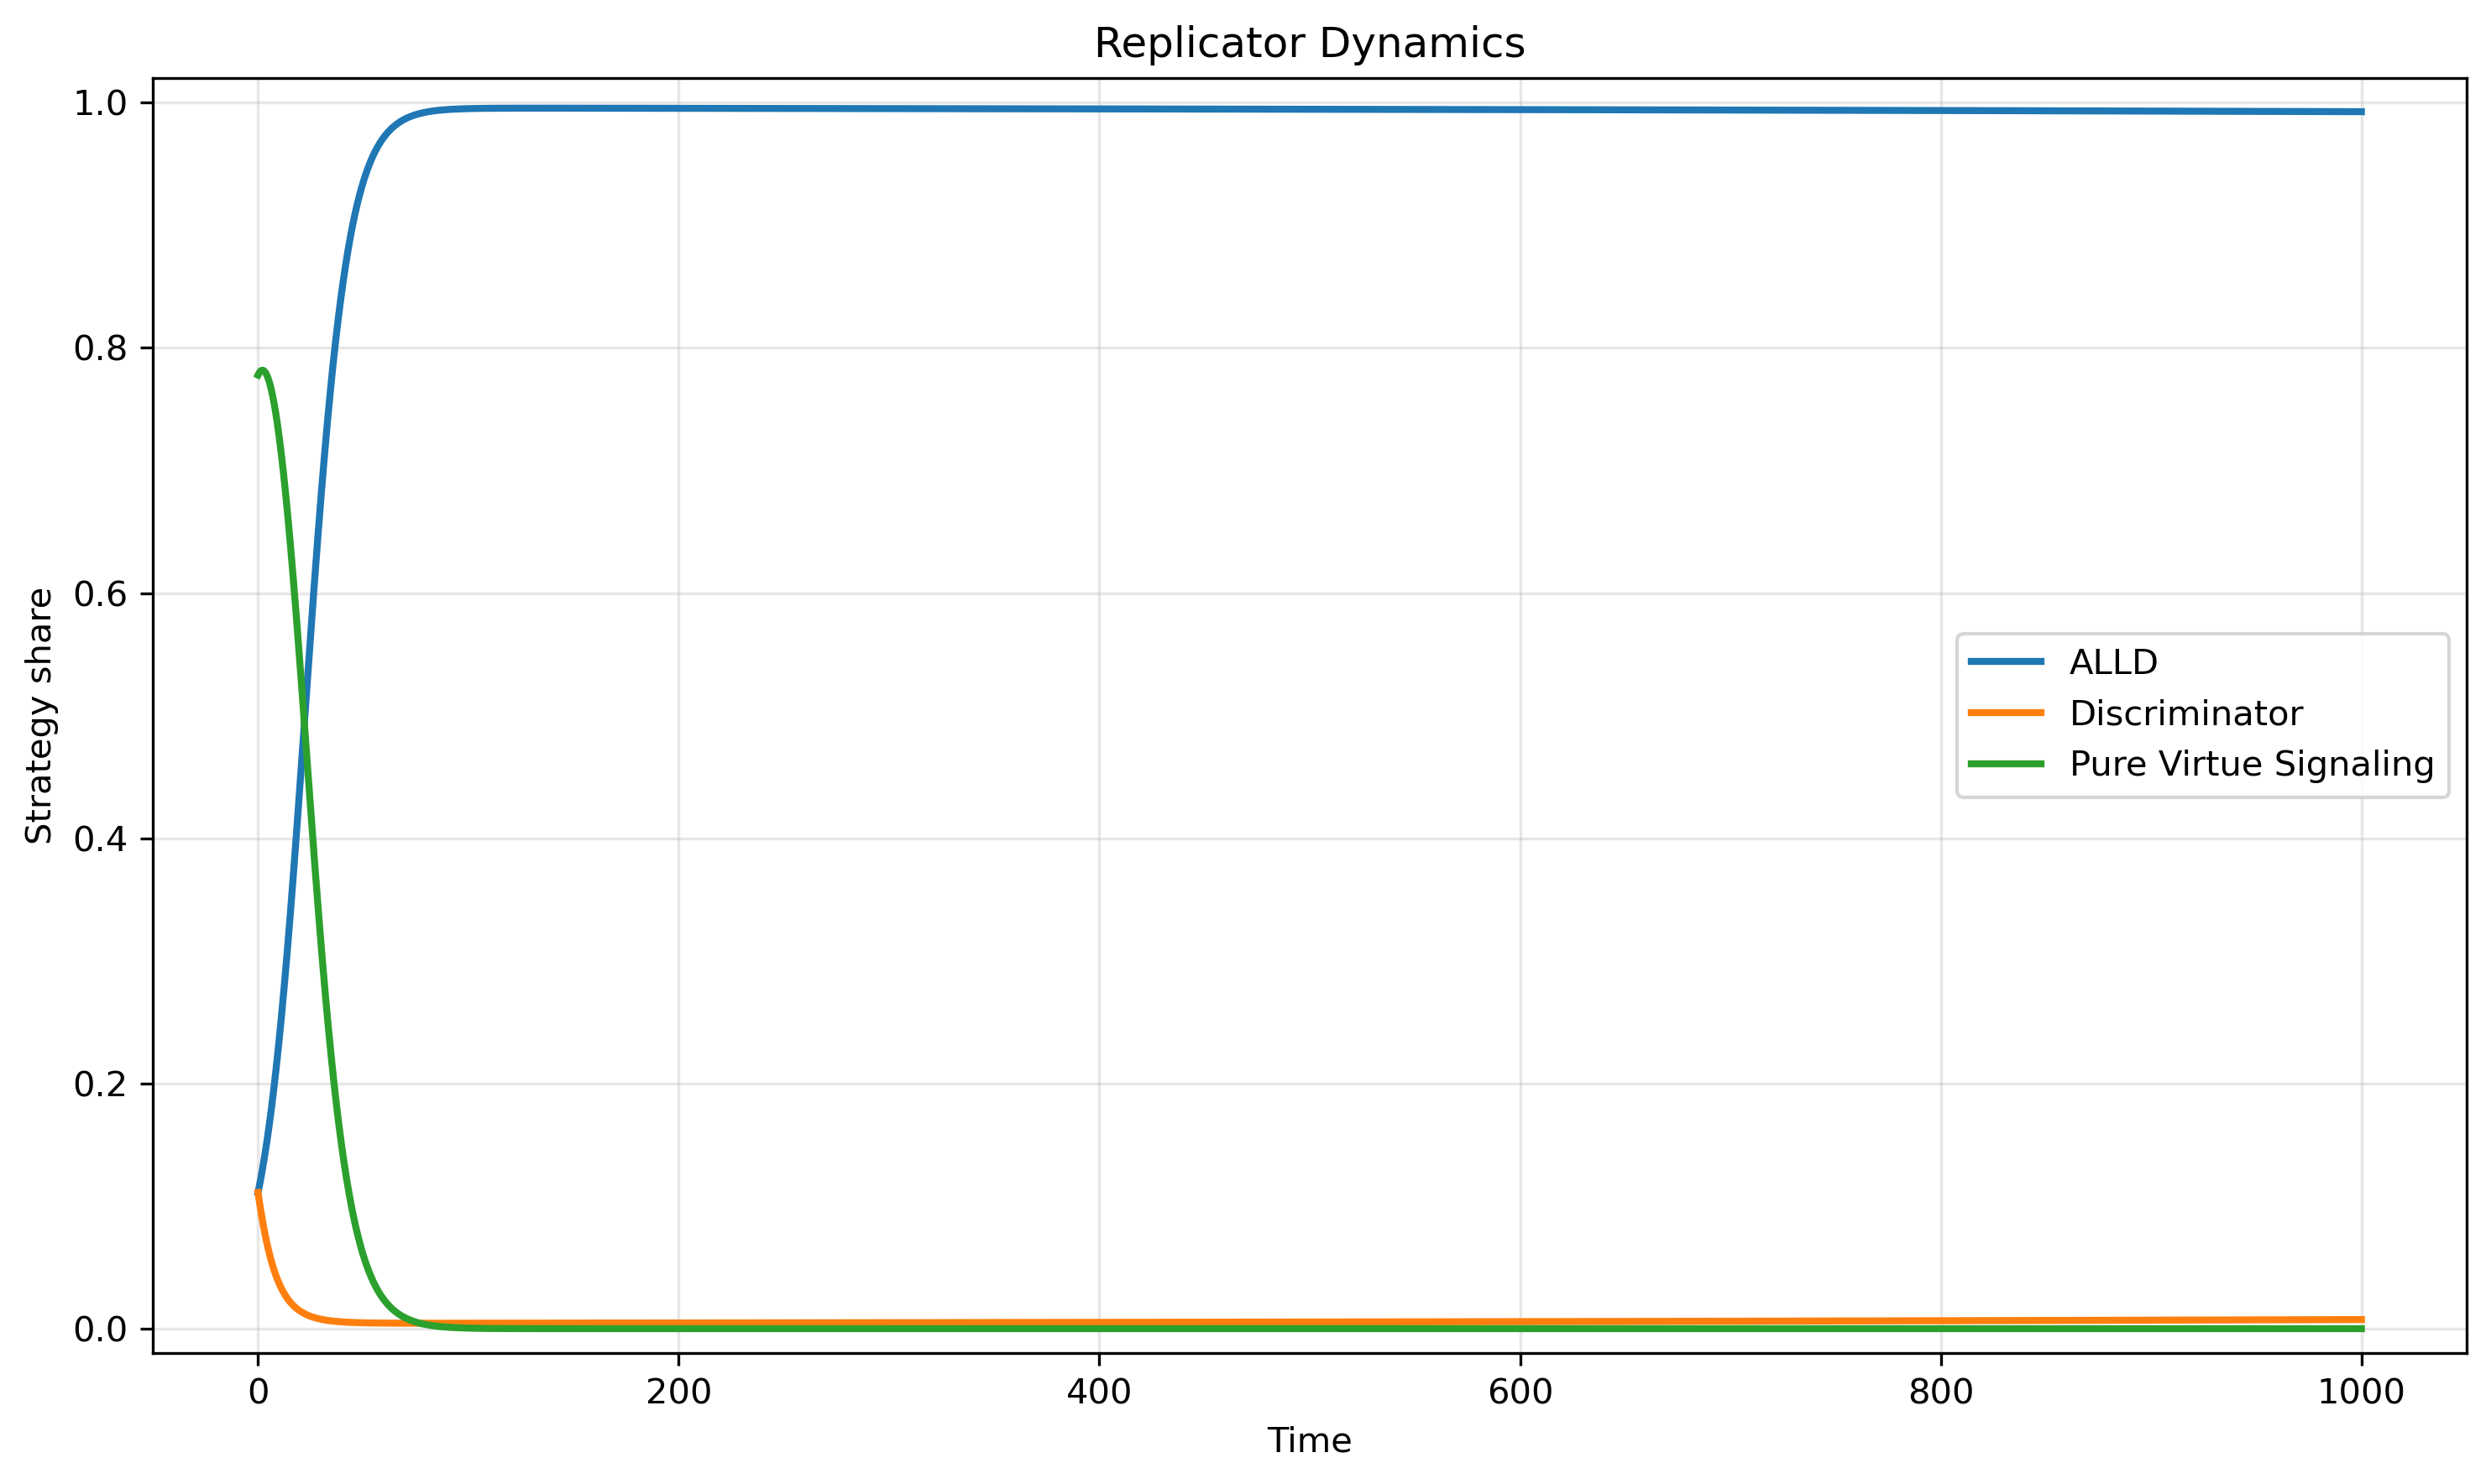 Replicator Dynamics
Strategy share
1.0
0.8
0.6
0.4
0.2
0.0
ALLD
Discriminator
Pure Virtue Signaling
0
200
400
600
800
1000
Time